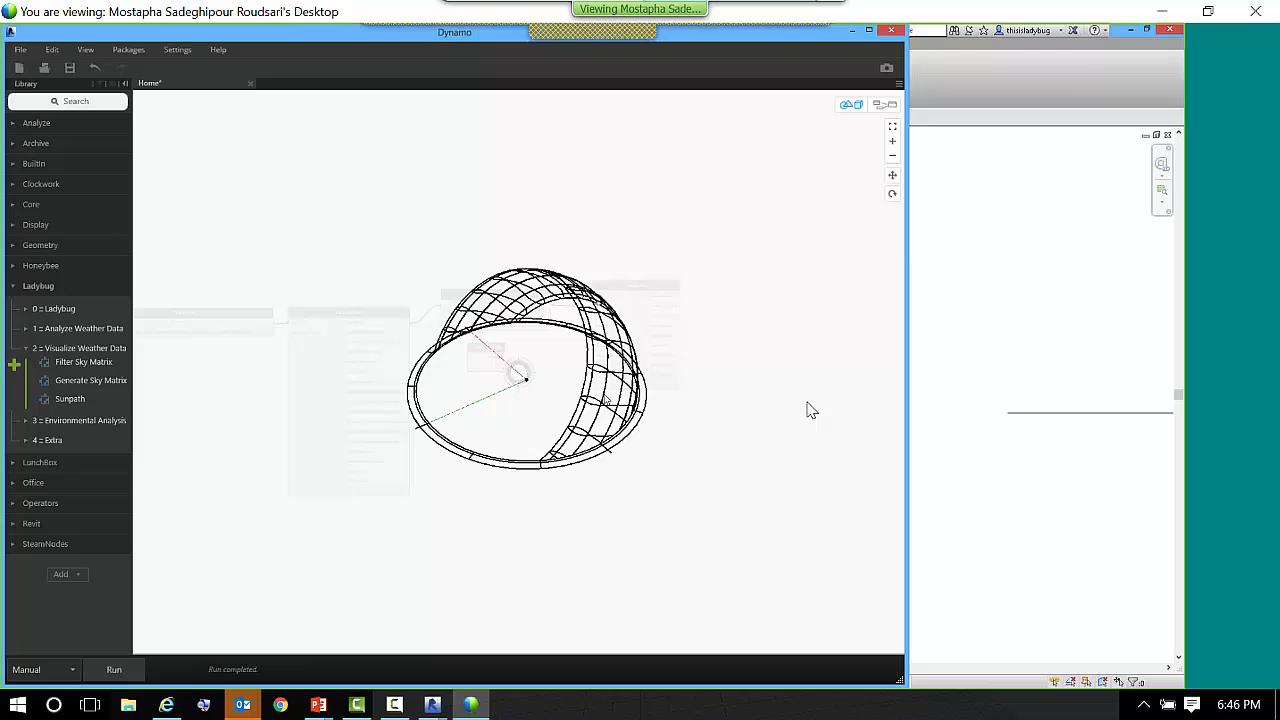 You are viewing: Mostapha Sadeghipour Roudsari's Desktop
Viewing Mostapha Sade...
Dynamo
thisisladybug
File Edit View Packages Settings Help
Library
Home*
Search
Analyze
Archive
BuiltIn
Clockwork
Core
Display
Geometry
Honeybee
Ladybug
0 :: Ladybug
1 :: Analyze Weather Data
2 :: Visualize Weather Data
Filter Sky Matrix
Generate Sky Matrix
Sunpath
3 :: Environmental Analysis
4 :: Extra
LunchBox
Office
Operators
Revit
SteamNodes
Add
Manual
Run
Run completed.
:0
6:46 PM